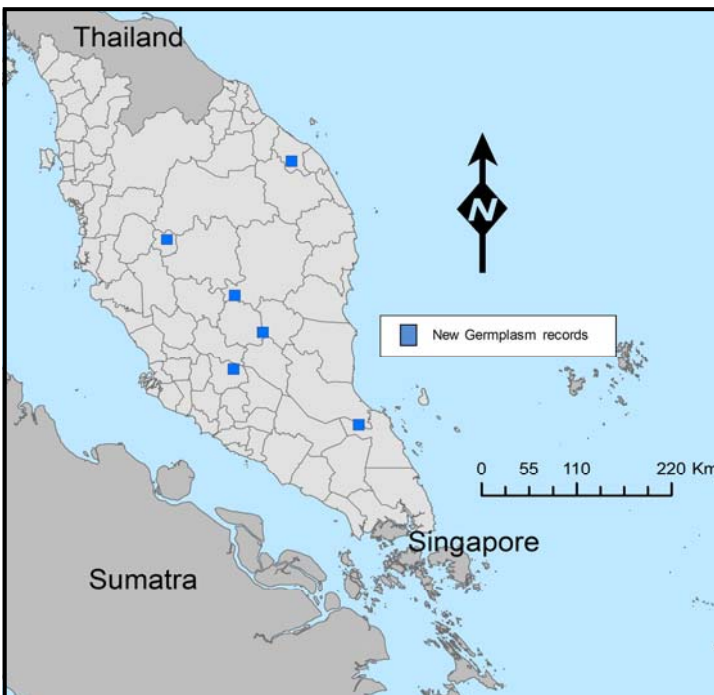 Thailand
N
New Germplasm records
0 55 110 220 Km
Singapore
Sumatra